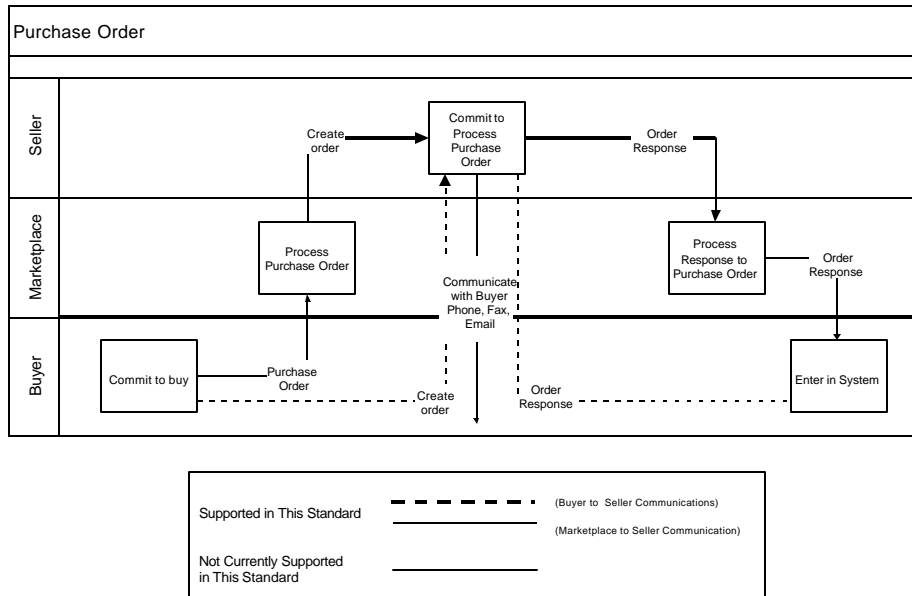 Purchase Order
Seller
Create
order
Commit to
Process
Purchase
Order
Order
Response
Marketplace
Process
Purchase Order
Communicate
with Buyer
Phone, Fax,
Email
Process
Response to
Purchase Order
Order
Response
Buyer
Commit to buy
Purchase
Order
Create
order
Order
Response
Enter in System
Supported in This Standard
(Buyer to Seller Communications)
(Marketplace to Seller Communication)
Not Currently Supported
in This Standard